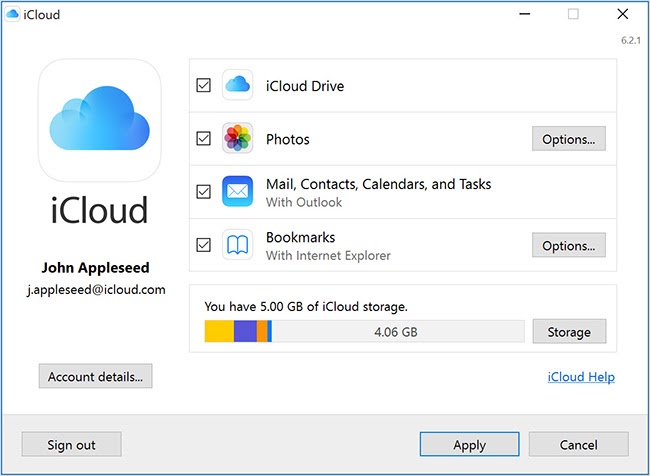 iCloud
6.2.1
iCloud
John Appleseed
j.appleseed@icloud.com
Account details...
iCloud Drive
Photos
Options...
Mail, Contacts, Calendars, and Tasks
With Outlook
Bookmarks
With Internet Explorer
Options...
You have 5.00 GB of iCloud storage.
4.06 GB
Storage
iCloud Help
Sign out
Apply
Cancel